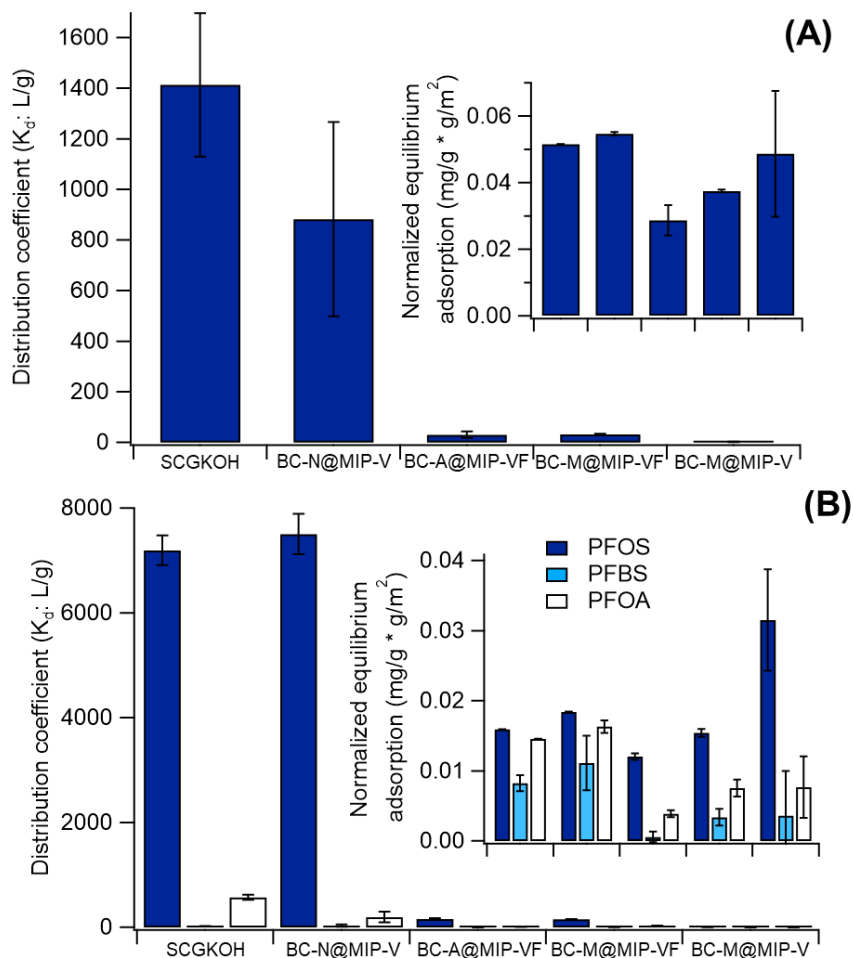 (A)
Distribution coefficient (Kd: L/g)
1600
1400
1200
1000
800
600
400
200
0
Normalized equilibrium
adsorption (mg/g * g/m²)
0.06
0.04
0.02
0.00
SCGKOH BC-N@MIP-V BC-A@MIP-VF BC-M@MIP-VF BC-M@MIP-V
(B)
Distribution coefficient (Kd: L/g)
8000
6000
4000
2000
0
Normalized equilibrium
adsorption (mg/g * g/m²)
0.04
0.03
0.02
0.01
0.00
PFOS
PFBS
PFOA
SCGKOH BC-N@MIP-V BC-A@MIP-VF BC-M@MIP-VF BC-M@MIP-V